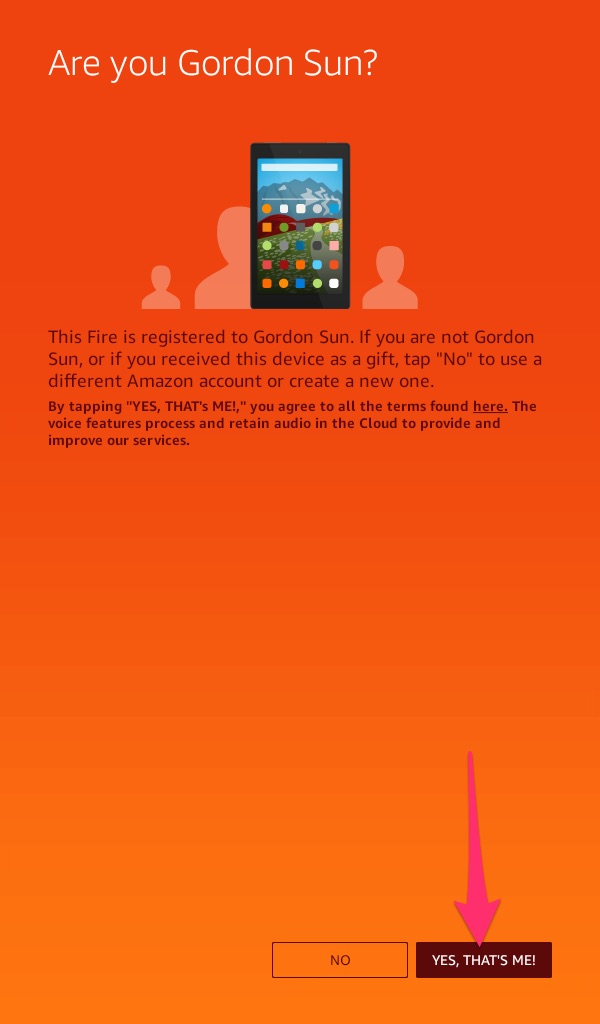 Are you Gordon Sun?
This Fire is registered to Gordon Sun. If you are not Gordon
Sun, or if you received this device as a gift, tap "No" to use a
different Amazon account or create a new one.
By tapping "YES, THAT's ME!," you agree to all the terms found here. The
voice features process and retain audio in the Cloud to provide and
improve our services.
NO
YES, THAT'S ME!